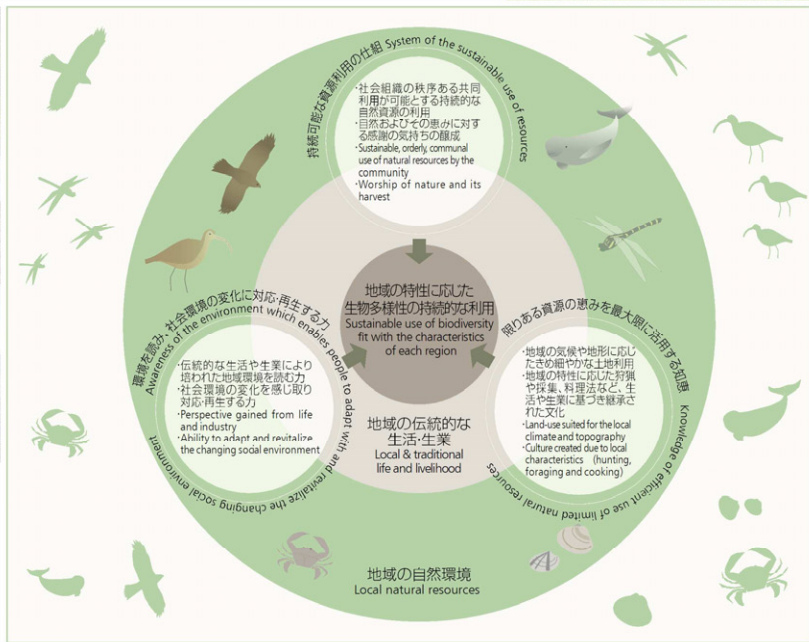 持続可能な資源利用の仕組 System of the sustainable use of resources
・社会組織の秩序ある共同
利用が可能とする持続的な
自然資源の利用
・自然およびその恵みに対す
る感謝の気持ちの醸成
・Sustainable, orderly, communal
use of natural resources by the
community
・Worship of nature and its
harvest
地域の特性に応じた
生物多様性の持続的な利用
Sustainable use of biodiversity
fit with the characteristics
of each region
環境を読み・社会環境の変化に対応・再生する力
Awareness of the environment which enables people to adapt with and revitalize the changing social environment
・伝統的な生活や生業により
培われた地域環境を読む力
・社会環境の変化を感じ取り
対応・再生する力
・Perspective gained from life
and industry
・Ability to adapt and revitalize
the changing social environment
限りある資源の恵みを最大限に活用する知恵 Knowledge of efficient use of limited natural resources
・地域の気候や地形に応じ
たきめ細やかな土地利用
・地域の特性に応じた狩猟
や採集、料理法など、生
活や生業に基づき継承さ
れた文化
・Land-use suited for the local
climate and topography
・Culture created due to local
characteristics (hunting,
foraging and cooking)
地域の伝統的な
生活・生業
Local & traditional
life and livelihood
地域の自然環境
Local natural resources